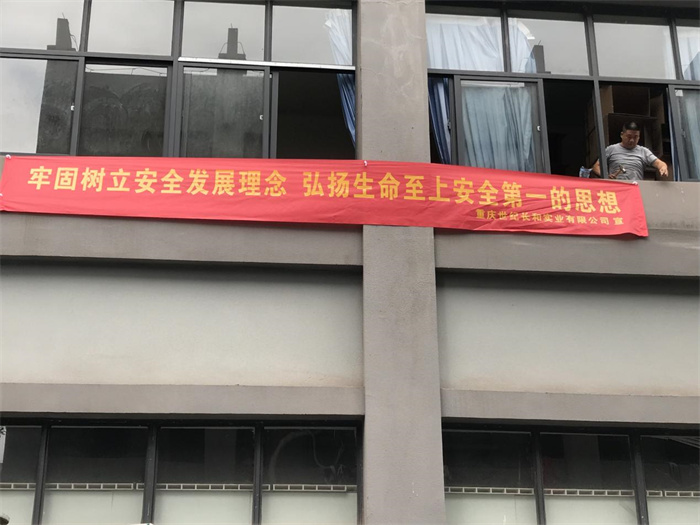 牢固树立安全发展理念 弘扬生命至上安全第一的思想
重庆世纪长和实业有限公司 宣